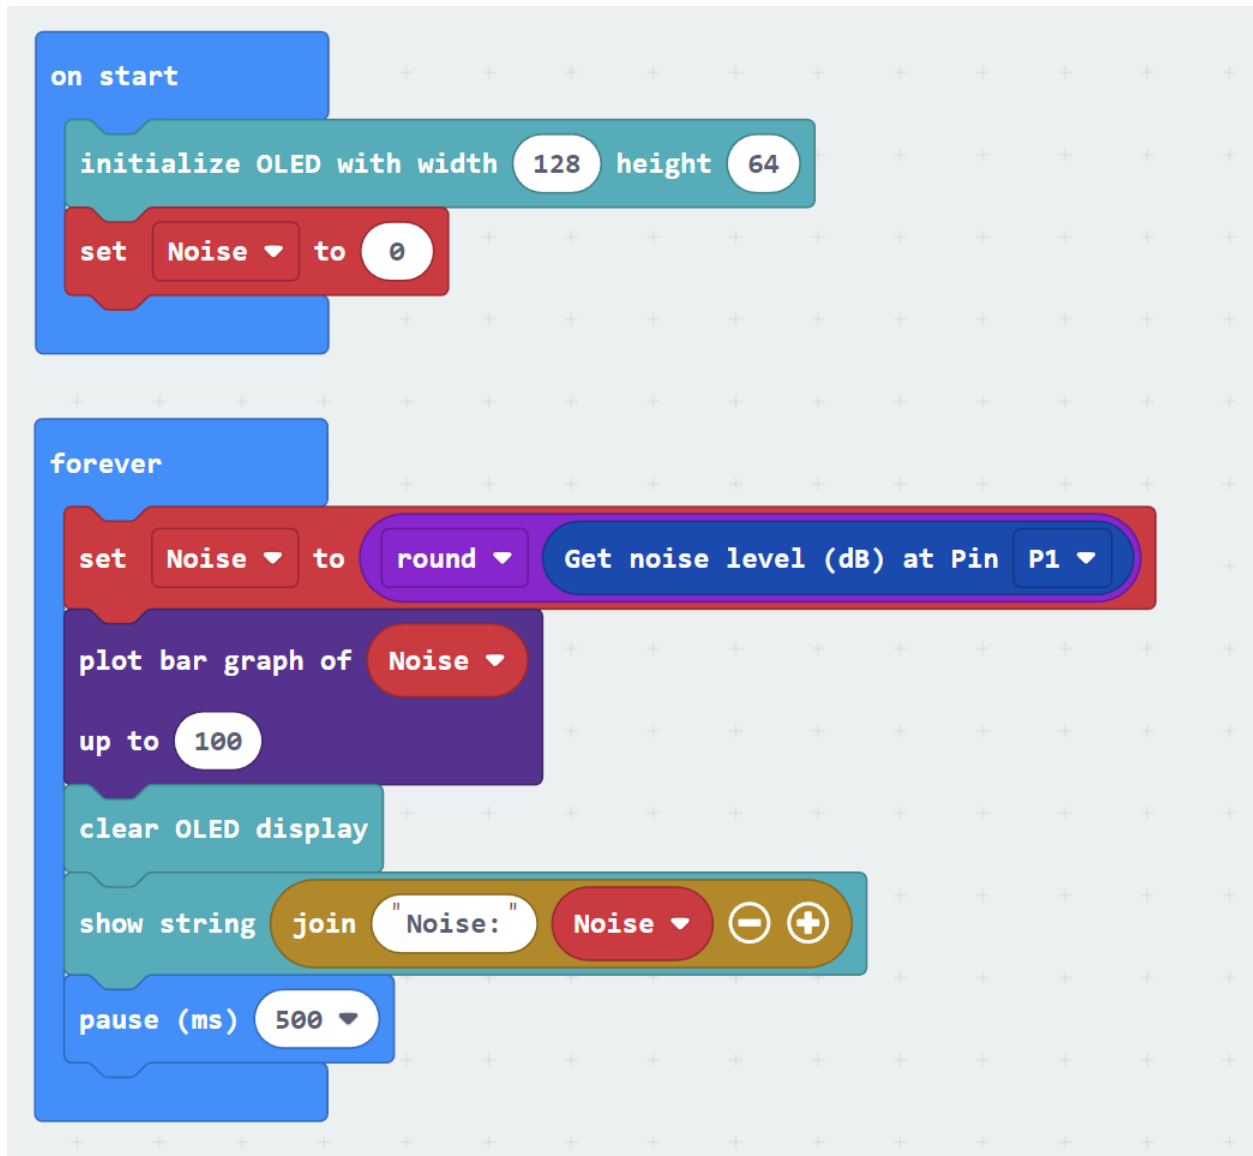 on start
initialize OLED with width 128 height 64
set Noise to 0
forever
set Noise to round Get noise level (dB) at Pin P1
plot bar graph of Noise
up to 100
clear OLED display
show string join "Noise:" Noise
pause (ms) 500